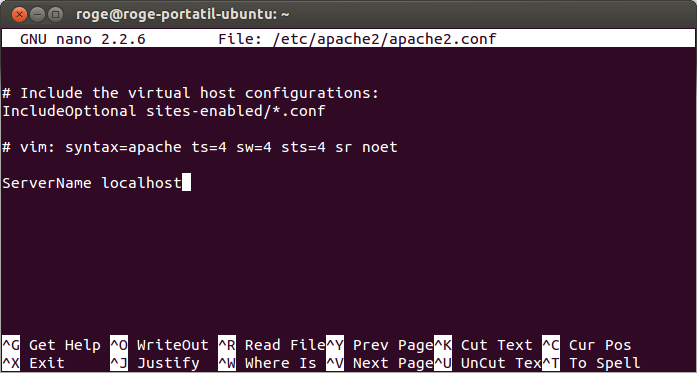 roge@roge-portatil-ubuntu: ~
GNU nano 2.2.6 File: /etc/apache2/apache2.conf
# Include the virtual host configurations:
IncludeOptional sites-enabled/*.conf
# vim: syntax=apache ts=4 sw=4 sts=4 sr noet
ServerName localhost
^G Get Help ^O WriteOut ^R Read File^Y Prev Page^K Cut Text ^C Cur Pos
^X Exit ^J Justify ^W Where Is ^V Next Page^U UnCut Tex^T To Spell